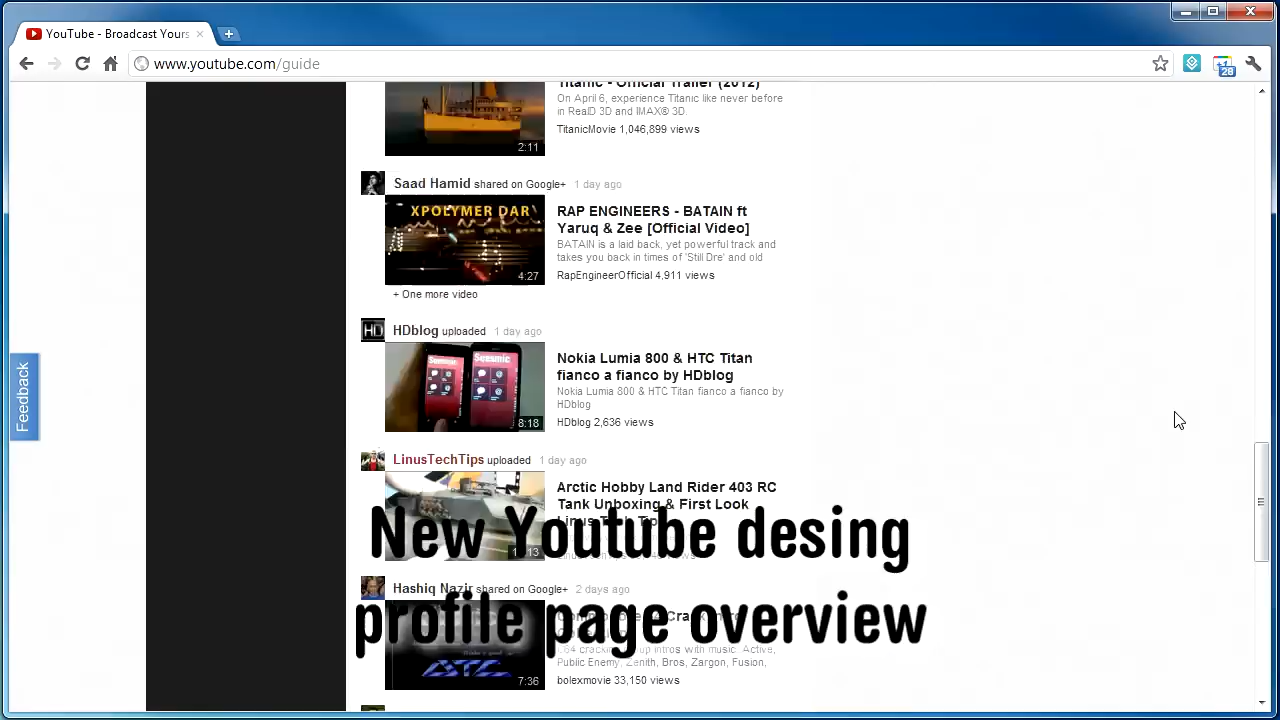 YouTube - Broadcast Yours
www.youtube.com/guide
+1
28
Titanic - Official Trailer (2012)
On April 6, experience Titanic like never before
in RealD 3D and IMAX® 3D.
TitanicMovie 1,046,899 views
2:11
Saad Hamid shared on Google+ 1 day ago
XPOLYMER DAR
4:27
RAP ENGINEERS - BATAIN ft
Yaruq & Zee [Official Video]
BATAIN is a laid back, yet powerful track and
takes you back in times of 'Still Dre' and old
RapEngineerOfficial 4,911 views
+ One more video
HD
HDblog uploaded 1 day ago
8:18
Nokia Lumia 800 & HTC Titan
fianco a fianco by HDblog
Nokia Lumia 800 & HTC Titan fianco a fianco by
HDblog
HDblog 2,636 views
Feedback
LinusTechTips uploaded 1 day ago
Arctic Hobby Land Rider 403 RC
Tank Unboxing & First Look
New Youtube desing
profile page overview
Hashiq Nazir shared on Google+ 2 days ago
7:36
intros with music: Active,
Public Enemy, Zenith, Bros, Zargon, Fusion,
bolexmovie 33,150 views